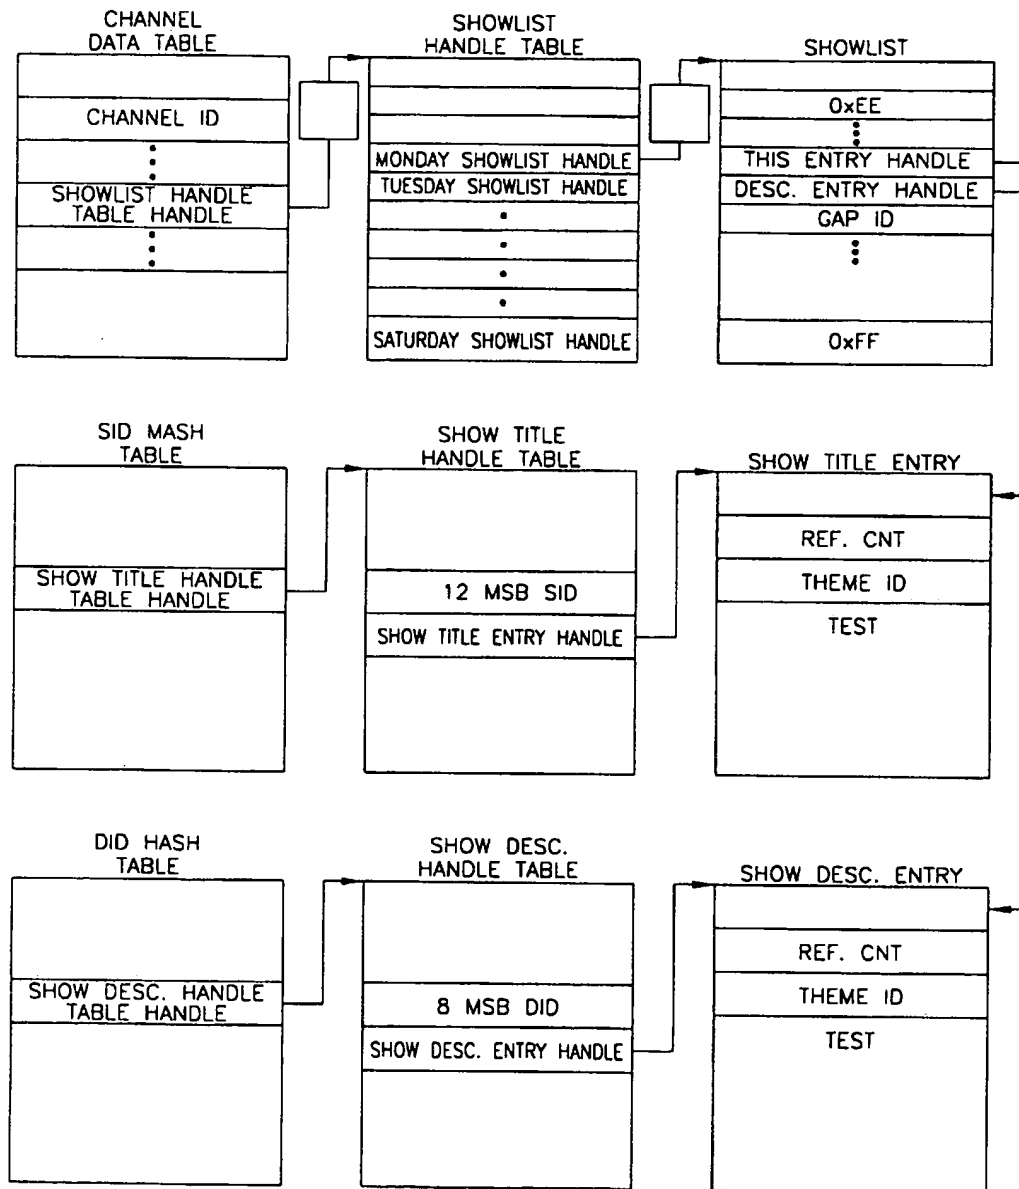 CHANNEL
DATA TABLE
CHANNEL ID
SHOWLIST HANDLE
TABLE HANDLE
SHOWLIST
HANDLE TABLE
MONDAY SHOWLIST HANDLE
TUESDAY SHOWLIST HANDLE
SATURDAY SHOWLIST HANDLE
SHOWLIST
0xEE
THIS ENTRY HANDLE
DESC. ENTRY HANDLE
GAP ID
0xFF
SID MASH
TABLE
SHOW TITLE HANDLE
TABLE HANDLE
SHOW TITLE
HANDLE TABLE
12 MSB SID
SHOW TITLE ENTRY HANDLE
SHOW TITLE ENTRY
REF. CNT
THEME ID
TEST
DID HASH
TABLE
SHOW DESC. HANDLE
TABLE HANDLE
SHOW DESC.
HANDLE TABLE
8 MSB DID
SHOW DESC. ENTRY HANDLE
SHOW DESC. ENTRY
REF. CNT
THEME ID
TEST